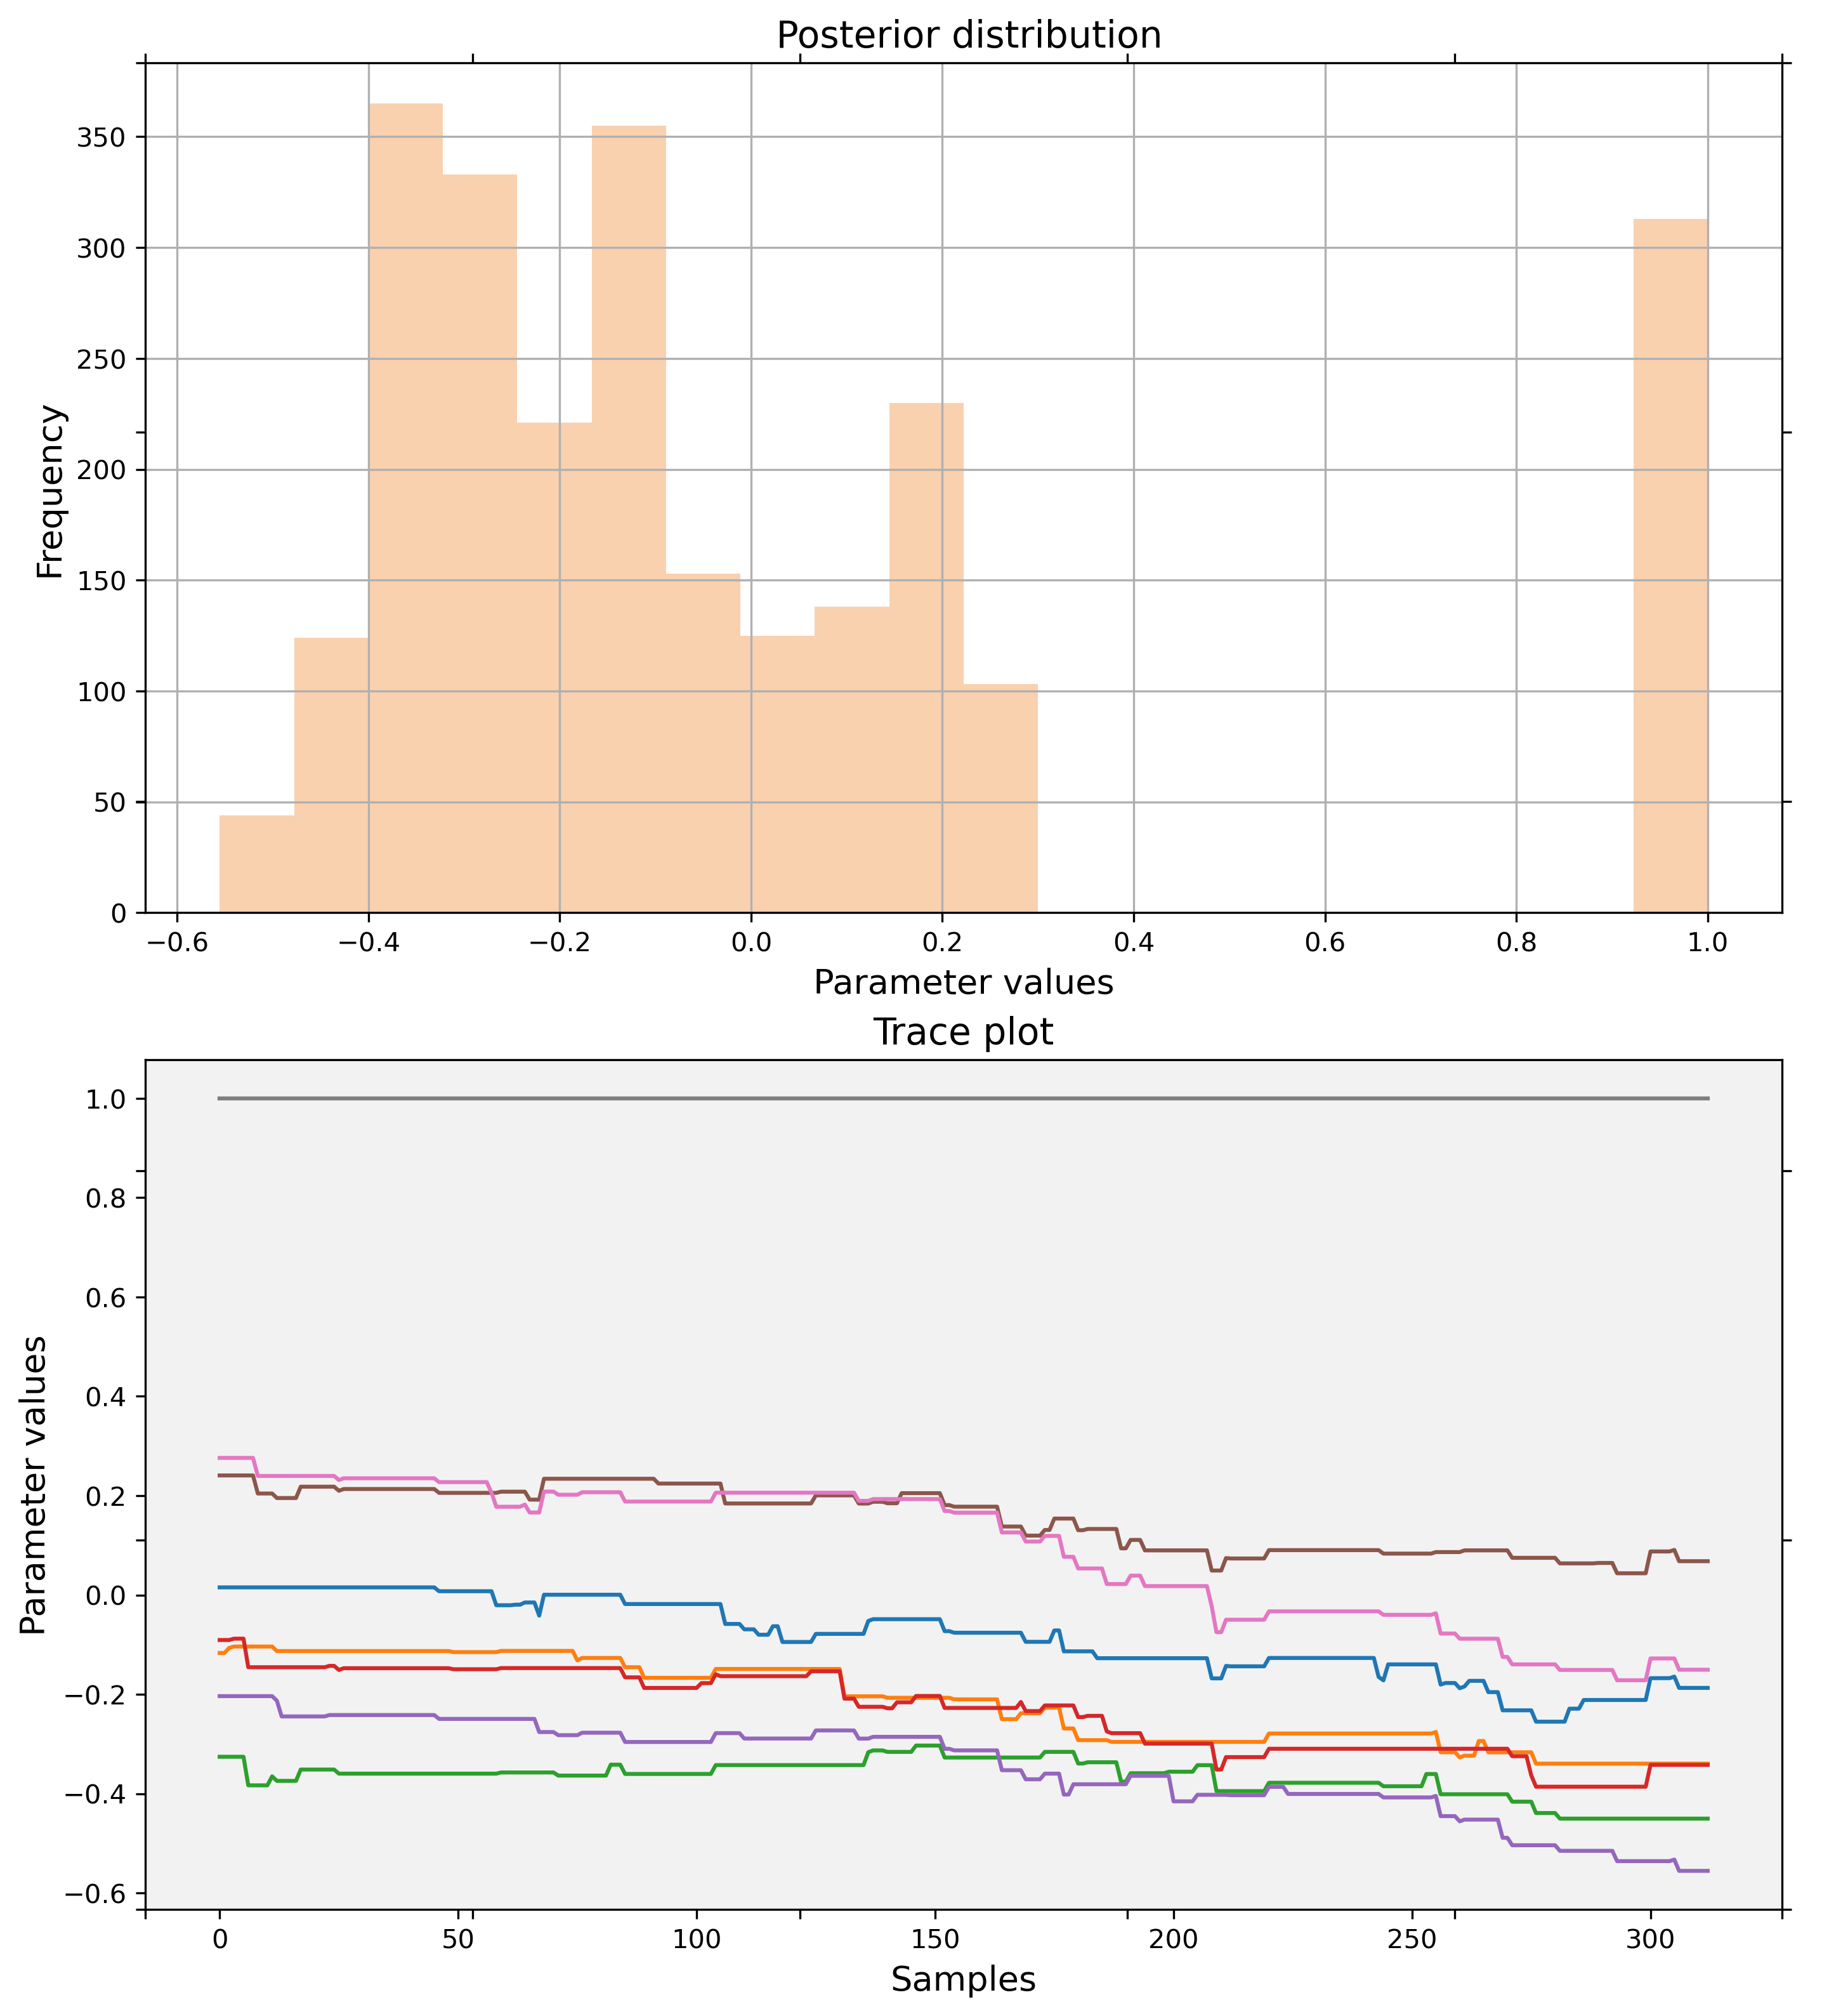 Posterior distribution
350
300
250
200
150
100
50
0
Frequency
−0.6 −0.4 −0.2 0.0 0.2 0.4 0.6 0.8 1.0
Parameter values
Trace plot
1.0
0.8
0.6
0.4
0.2
0.0
−0.2
−0.4
−0.6
Parameter values
0 50 100 150 200 250 300
Samples